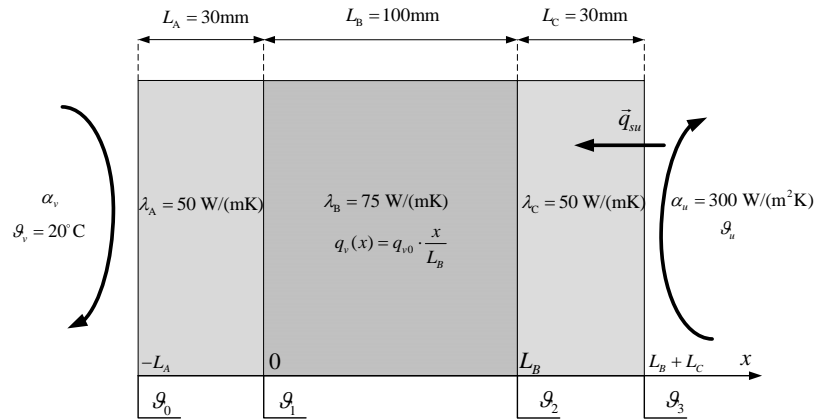 L_A = 30mm
L_B = 100mm
L_C = 30mm
q⃗_su
α_v
ϑ_v = 20°C
λ_A = 50 W/(mK)
λ_B = 75 W/(mK)
q_v(x) = q_v0 · x/L_B
λ_C = 50 W/(mK)
α_u = 300 W/(m²K)
ϑ_u
−L_A
0
L_B
L_B + L_C
x
ϑ_0
ϑ_1
ϑ_2
ϑ_3